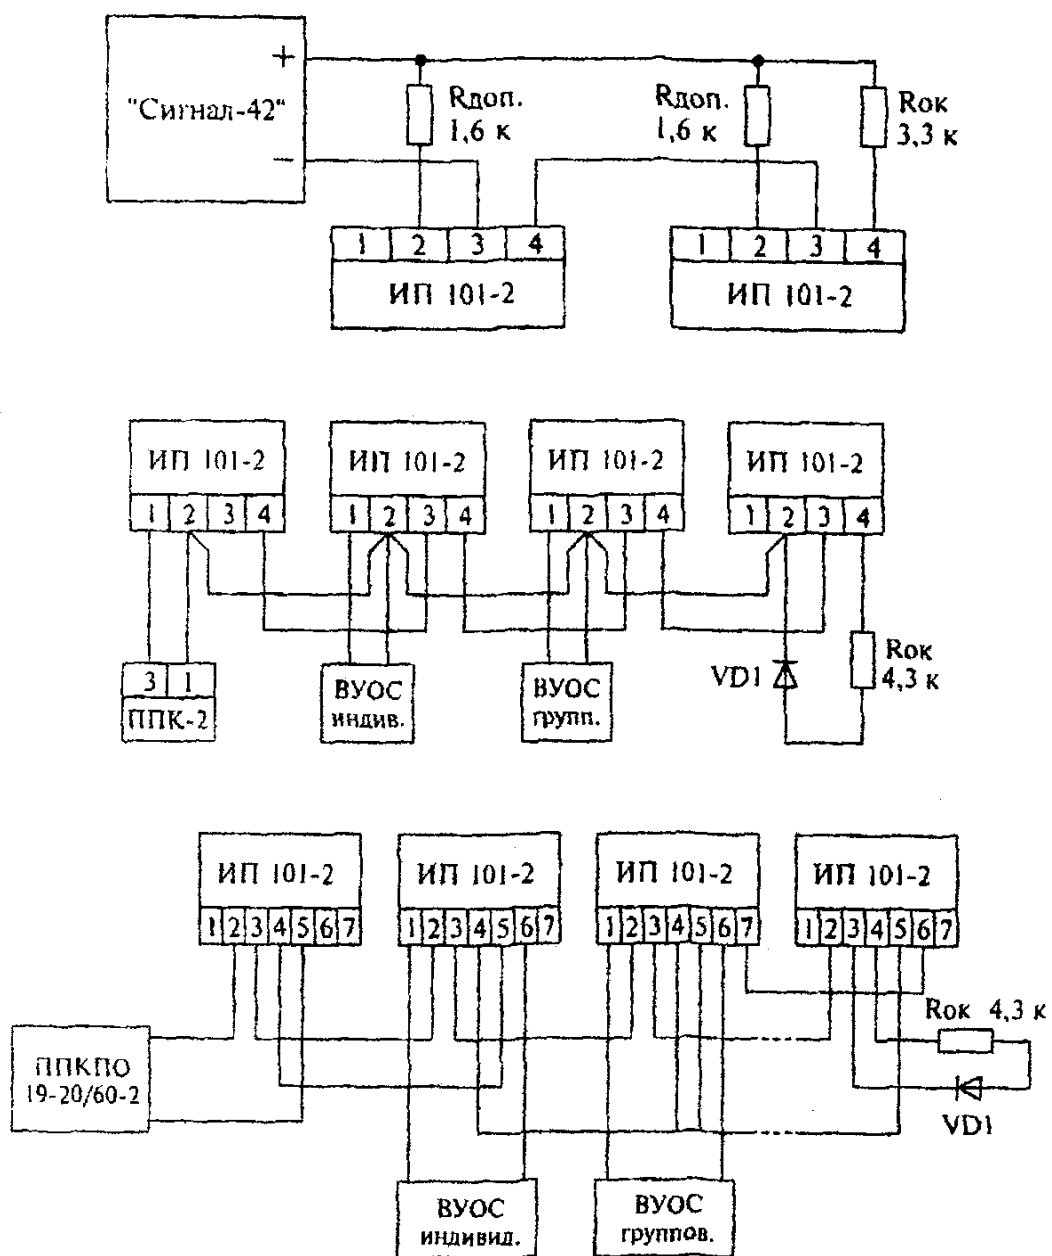 +
"Сигнал-42"
−
Rдоп.
1,6 к
Rдоп.
1,6 к
Rок
3,3 к
1 2 3 4
ИП 101-2
1 2 3 4
ИП 101-2
ИП 101-2
1 2 3 4
ИП 101-2
1 2 3 4
ИП 101-2
1 2 3 4
ИП 101-2
1 2 3 4
3 1
ППК-2
ВУОС
индив.
ВУОС
групп.
VD1
Rок
4,3 к
ИП 101-2
1 2 3 4 5 6 7
ИП 101-2
1 2 3 4 5 6 7
ИП 101-2
1 2 3 4 5 6 7
ИП 101-2
1 2 3 4 5 6 7
Rок 4,3 к
VD1
ППКПО
19-20/60-2
ВУОС
индивид.
ВУОС
группов.